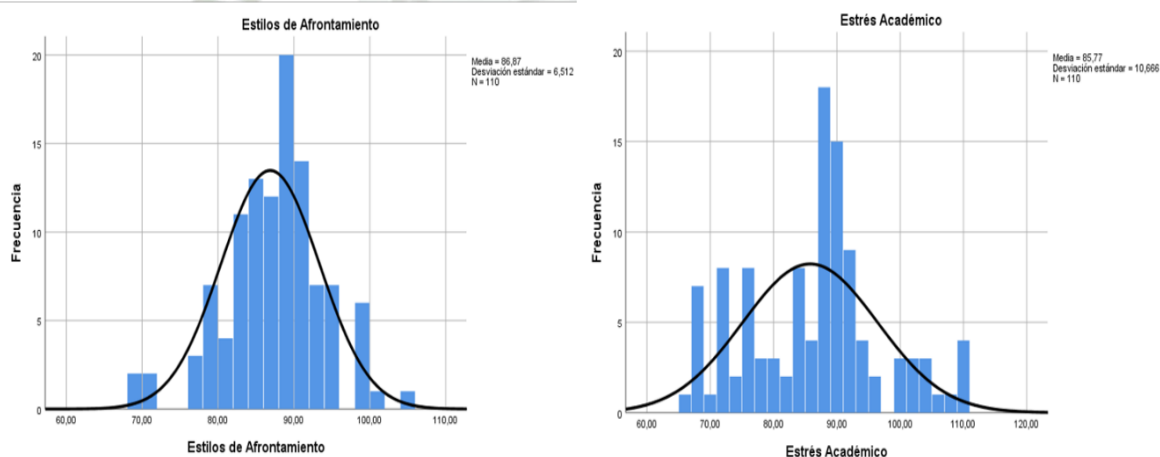 Estilos de Afrontamiento
Media = 86,87
Desviación estándar = 6,512
N = 110
Frecuencia
20
15
10
5
0
60,00 70,00 80,00 90,00 100,00 110,00
Estilos de Afrontamiento
Estrés Académico
Media = 85,77
Desviación estándar = 10,666
N = 110
Frecuencia
20
15
10
5
0
60,00 70,00 80,00 90,00 100,00 110,00 120,00
Estrés Académico